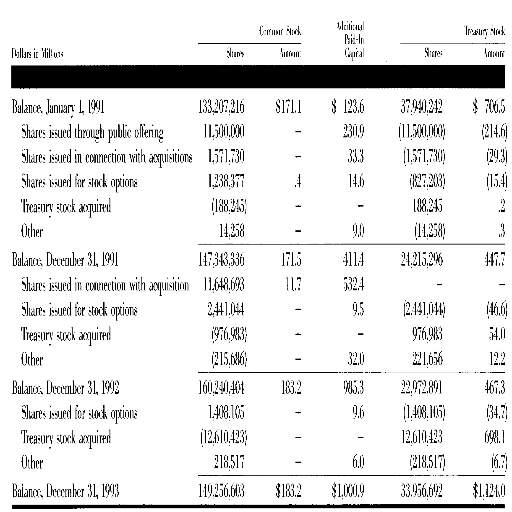 Common Stock Additional Paid-In Capital Treasury Stock
Dollars in Millions Shares Amount Shares Amount
Balance, January 1, 1991 133,207,216 $171.1 $ 123.6 37,940,242 $ 706.5
Shares issued through public offering 11,500,000 – 230.9 (11,500,000) (214.6)
Shares issued in connection with acquisitions 1,571,730 – 33.3 (1,571,730) (29.3)
Shares issued for stock options 1,238,377 .4 14.6 (827,203) (15.4)
Treasury stock acquired (188,245) – – 188,245 .2
Other 14,258 – 9.0 (14,258) .3
Balance, December 31, 1991 147,343,336 171.5 411.4 24,215,296 447.7
Shares issued in connection with acquisition 11,648,693 11.7 532.4 – –
Shares issued for stock options 2,441,044 – 9.5 (2,441,044) (46.6)
Treasury stock acquired (976,983) – – 976,983 54.0
Other (215,686) – 32.0 221,656 12.2
Balance, December 31, 1992 160,240,404 183.2 985.3 22,972,891 467.3
Shares issued for stock options 1,408,105 – 9.6 (1,408,105) (34.7)
Treasury stock acquired (12,610,423) – – 12,610,423 698.1
Other 218,517 – 6.0 (218,517) (6.7)
Balance, December 31, 1993 149,256,603 $183.2 $1,000.9 33,956,692 $1,124.0